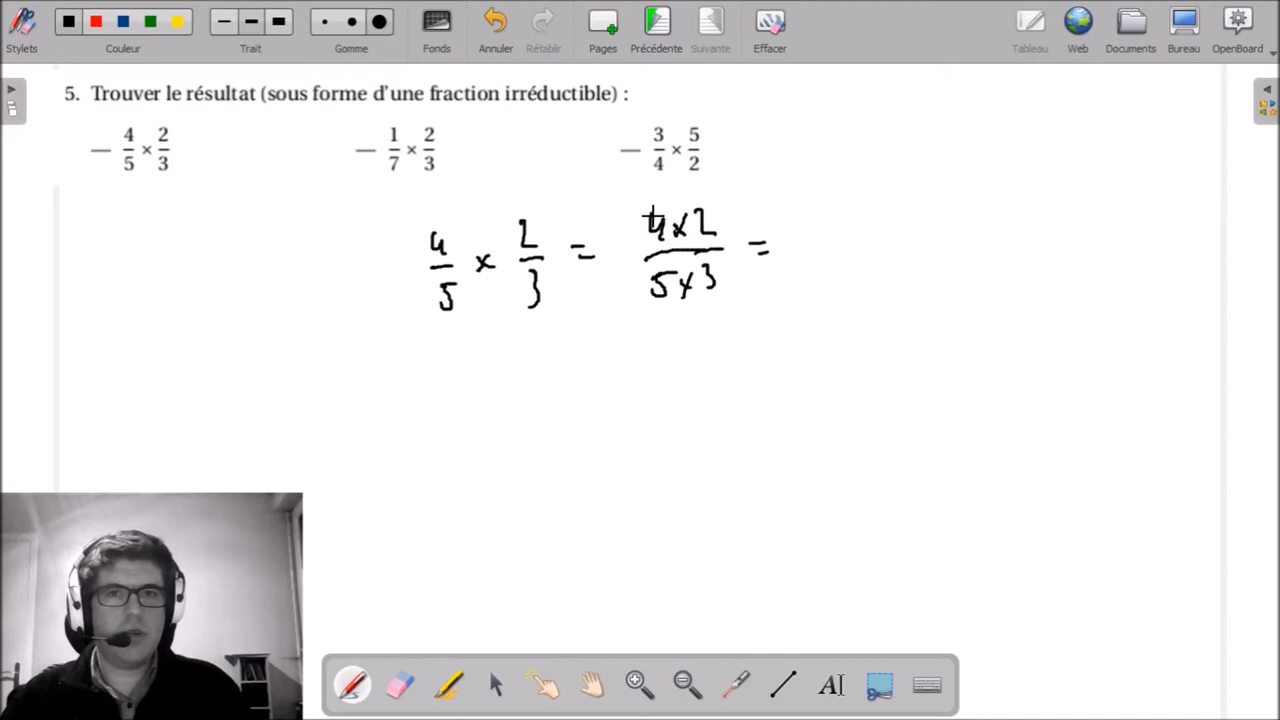 Stylets Couleur Trait Gomme Fonds Annuler Rétablir Pages Précédente Suivante Effacer Tableau Web Documents Bureau OpenBoard
5. Trouver le résultat (sous forme d'une fraction irréductible) :
— 4/5 × 2/3 — 1/7 × 2/3 — 3/4 × 5/2
4/5 × 2/3 = 4×2/5×3 =
AI